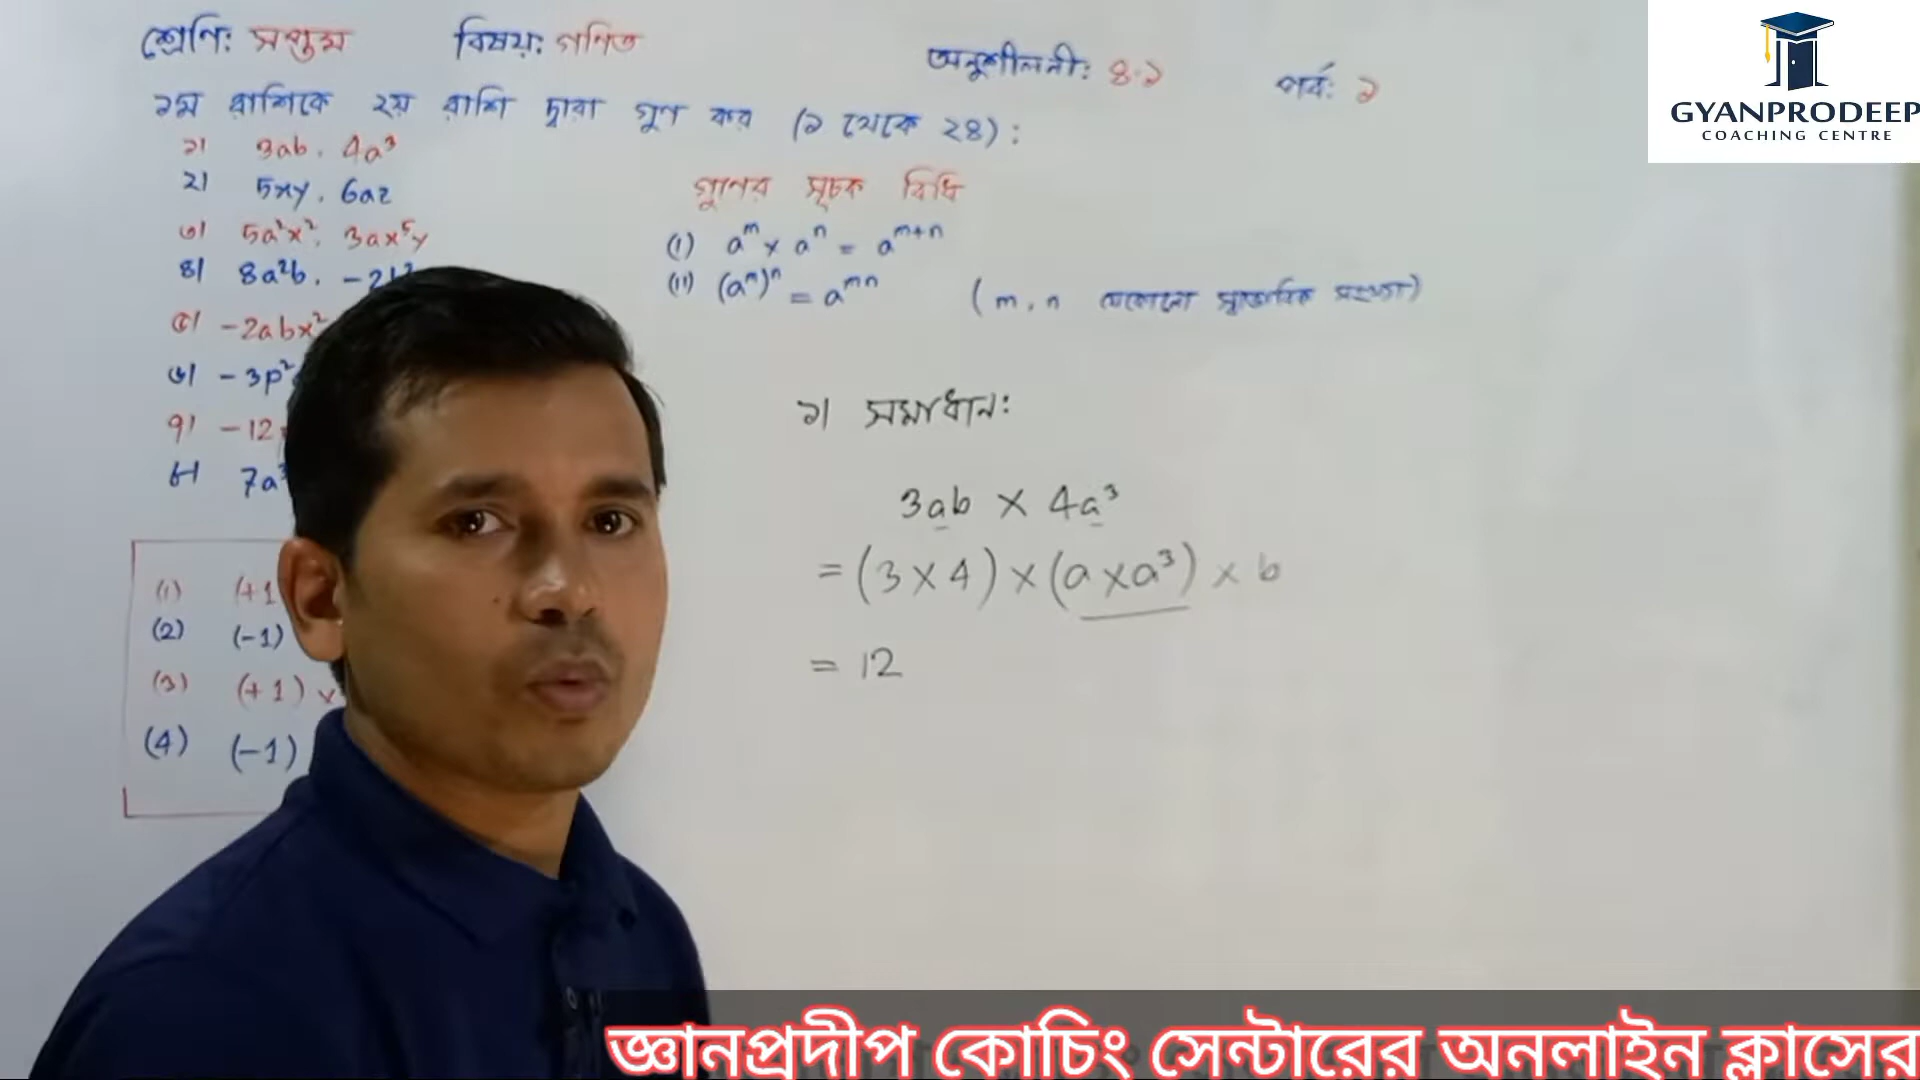 শ্রেণি: সপ্তম বিষয়: গণিত অনুশীলনী: ৪.১ পর্ব: ১
GYANPRODEEP
COACHING CENTRE
১ম রাশিকে ২য় রাশি দ্বারা গুণ কর (১ থেকে ২৪):
১। 3ab, 4a³
২। 5xy, 6az
৩। 5a²x², 3ax⁵y
৪। 8a²b, -2b²
৫। -2abx²
৬। -3p²
৭। -12
৮। 7a³
গুণের সূচক বিধি
(i) aᵐ × aⁿ = aᵐ⁺ⁿ
(ii) (aᵐ)ⁿ = aᵐⁿ (m, n যেকোনো স্বাভাবিক সংখ্যা)
১। সমাধান:
3ab × 4a³
= (3 × 4) × (a × a³) × b
= 12
(1) (+1
(2) (-1)
(3) (+1) ×
(4) (-1)
জ্ঞানপ্রদীপ কোচিং সেন্টারের অনলাইন ক্লাসের